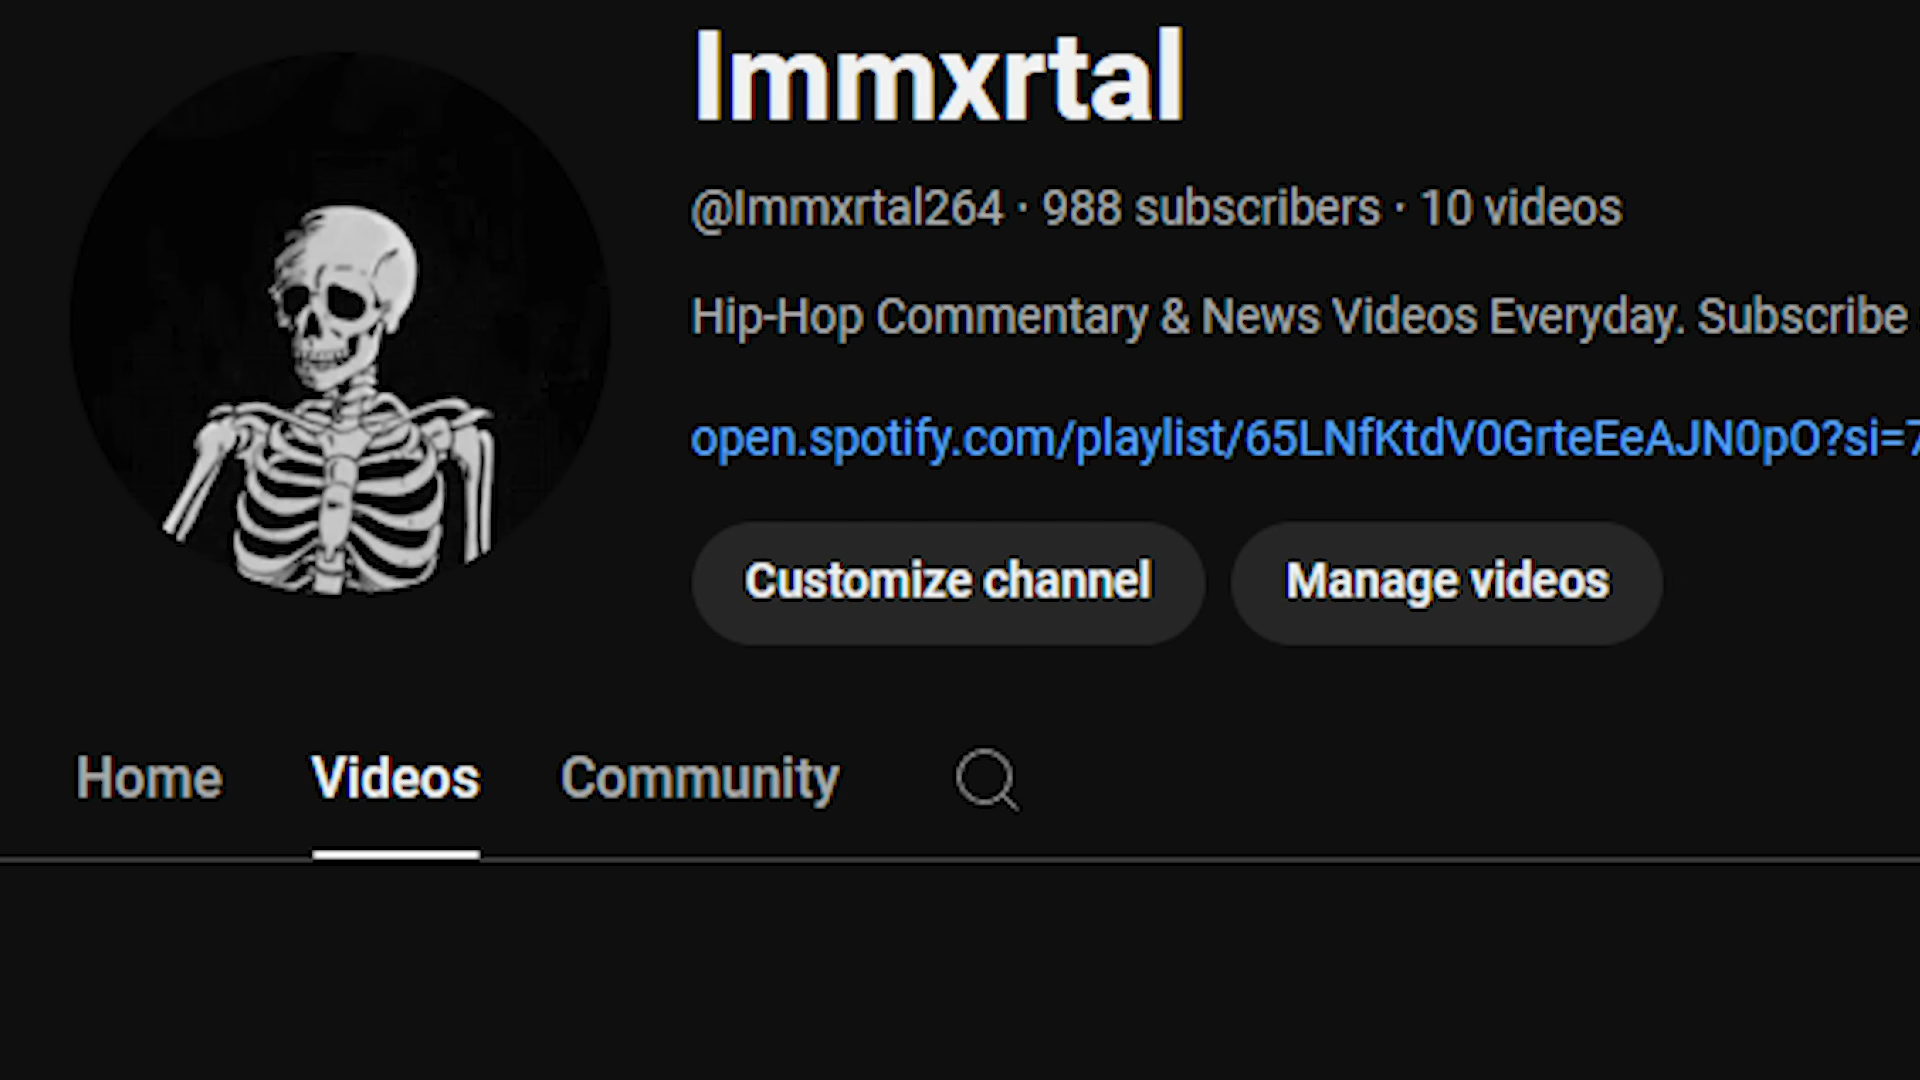 Immxrtal
@Immxrtal264 · 988 subscribers · 10 videos
Hip-Hop Commentary & News Videos Everyday. Subscribe
open.spotify.com/playlist/65LNfKtdV0GrteEeAJN0pO?si=7
Customize channel Manage videos
Home Videos Community